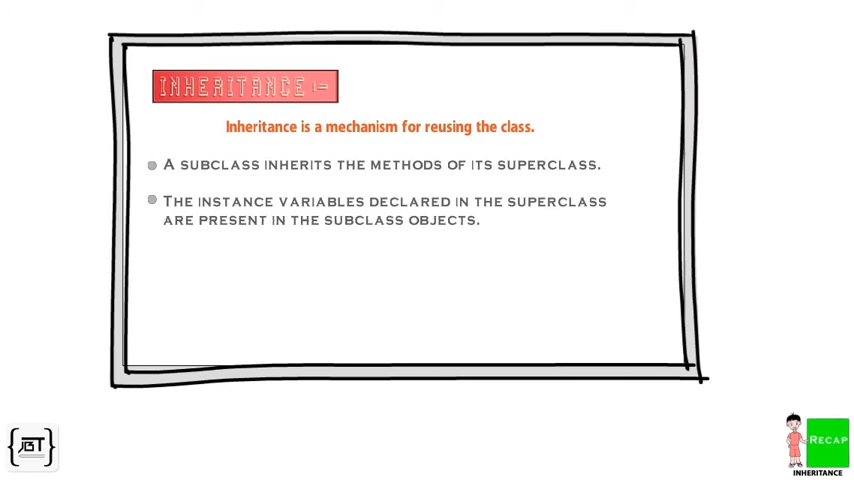 INHERITANCE :-
Inheritance is a mechanism for reusing the class.
A SUBCLASS INHERITS THE METHODS OF ITS SUPERCLASS.
THE INSTANCE VARIABLES DECLARED IN THE SUPERCLASS
ARE PRESENT IN THE SUBCLASS OBJECTS.
{JBT}
RECAP
INHERITANCE